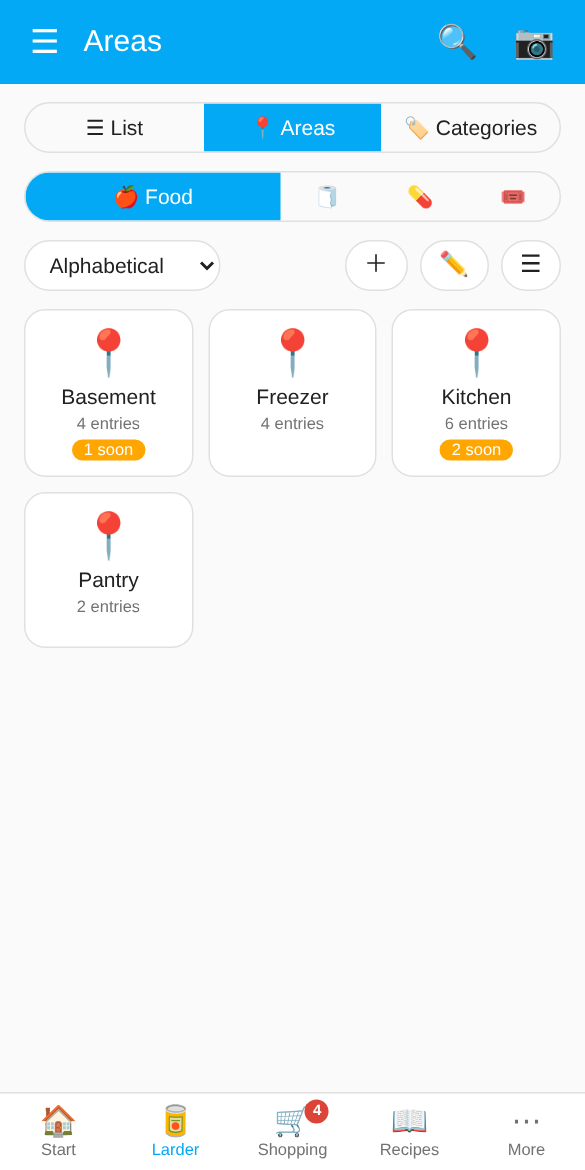 ☰ Areas 🔍 📷
☰ List 📍 Areas 🏷️ Categories
🍎 Food 🧻 💊 🎟️
Alphabetical + ✏️ ☰
Basement Freezer Kitchen
4 entries 4 entries 6 entries
1 soon 2 soon
Pantry
2 entries
4
Start Larder Shopping Recipes More